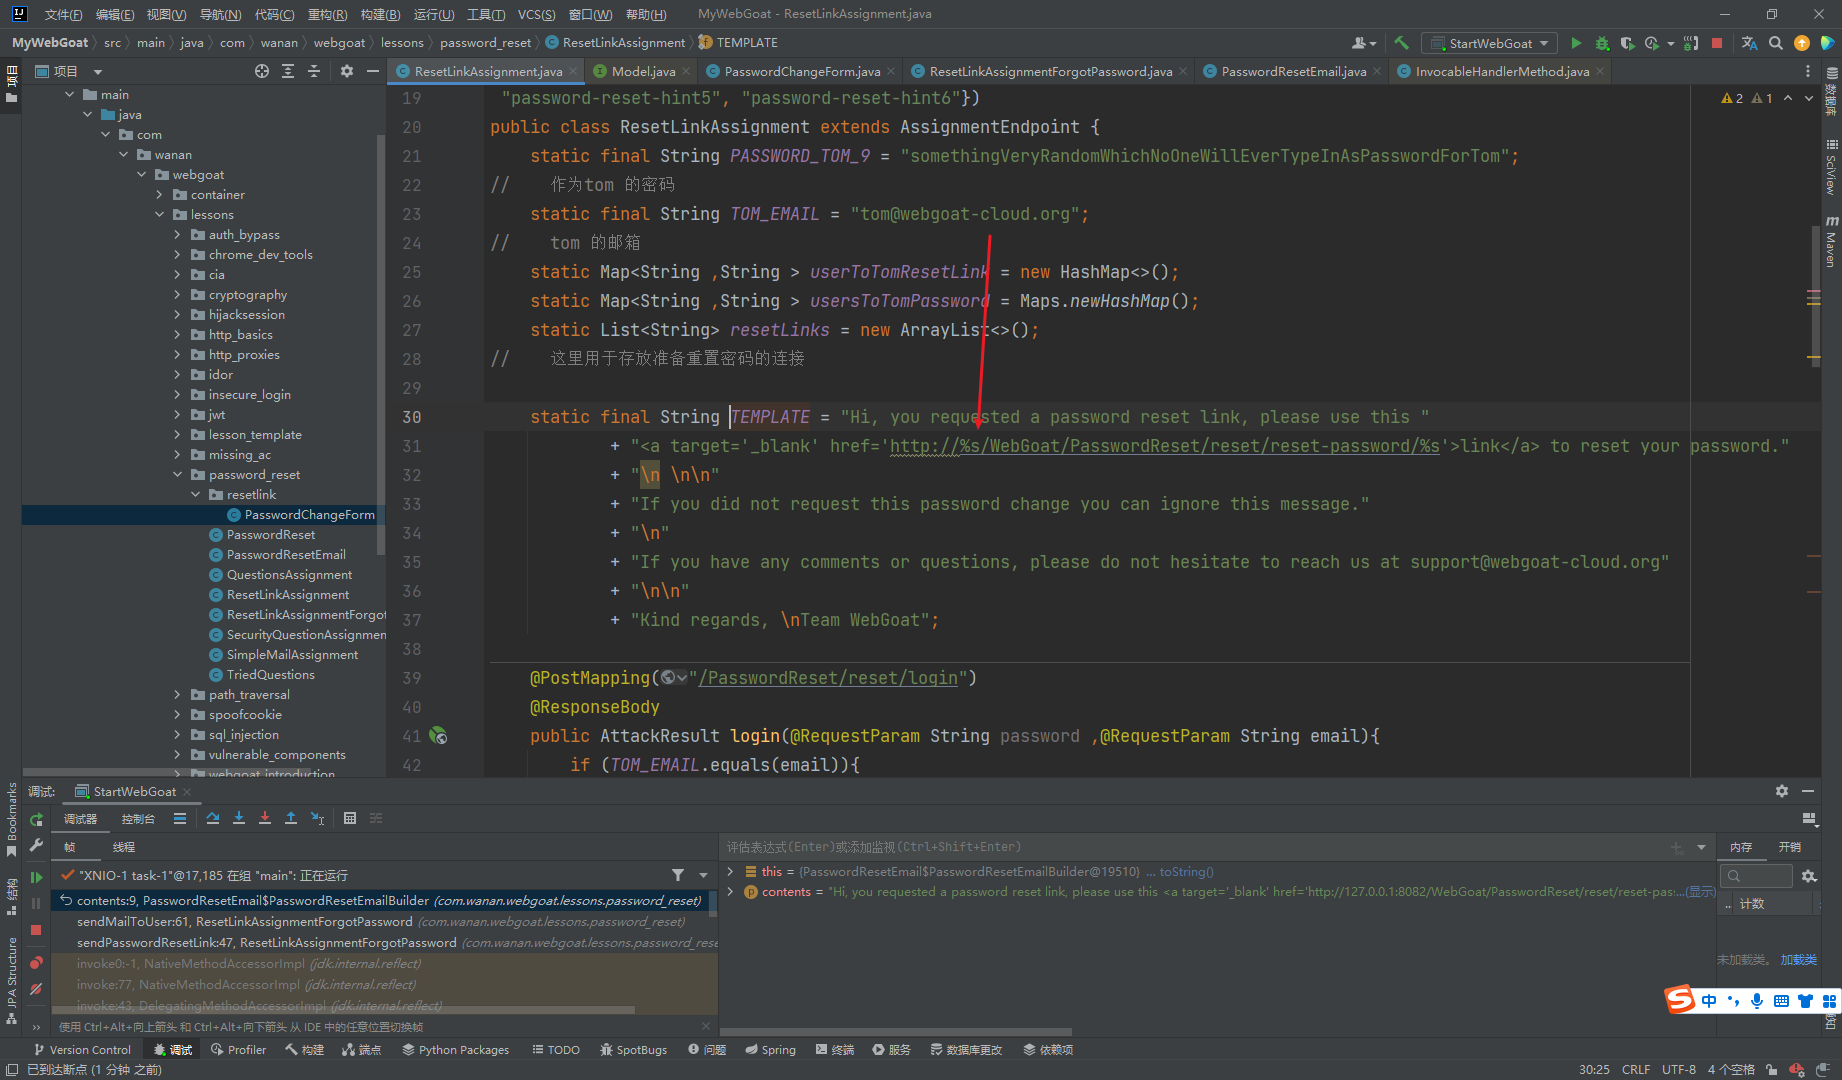 文件(F) 编辑(E) 视图(V) 导航(N) 代码(C) 重构(R) 构建(B) 运行(U) 工具(T) VCS(S) 窗口(W) 帮助(H) MyWebGoat - ResetLinkAssignment.java
MyWebGoat src main java com wanan webgoat lessons password_reset ResetLinkAssignment TEMPLATE StartWebGoat
项目
项目
ResetLinkAssignment.java Model.java PasswordChangeForm.java ResetLinkAssignmentForgotPassword.java PasswordResetEmail.java InvocableHandlerMethod.java
main
java
com
wanan
webgoat
container
lessons
auth_bypass
chrome_dev_tools
cia
cryptography
hijacksession
http_basics
http_proxies
idor
insecure_login
jwt
lesson_template
missing_ac
password_reset
resetlink
PasswordChangeForm
PasswordReset
PasswordResetEmail
QuestionsAssignment
ResetLinkAssignment
ResetLinkAssignmentForgot
SecurityQuestionAssignmen
SimpleMailAssignment
TriedQuestions
path_traversal
spoofcookie
sql_injection
vulnerable_components
webgoat_introduction
2 1
19 "password-reset-hint5", "password-reset-hint6"})
20 public class ResetLinkAssignment extends AssignmentEndpoint {
21 static final String PASSWORD_TOM_9 = "somethingVeryRandomWhichNoOneWillEverTypeInAsPasswordForTom";
22 // 作为tom 的密码
23 static final String TOM_EMAIL = "tom@webgoat-cloud.org";
24 // tom 的邮箱
25 static Map<String ,String > userToTomResetLink = new HashMap<>();
26 static Map<String ,String > usersToTomPassword = Maps.newHashMap();
27 static List<String> resetLinks = new ArrayList<>();
28 // 这里用于存放准备重置密码的连接
29
30 static final String TEMPLATE = "Hi, you requested a password reset link, please use this "
31 + "<a target='_blank' href='http://%s/WebGoat/PasswordReset/reset/reset-password/%s'>link</a> to reset your password."
32 + "\n \n\n"
33 + "If you did not request this password change you can ignore this message."
34 + "\n"
35 + "If you have any comments or questions, please do not hesitate to reach us at support@webgoat-cloud.org"
36 + "\n\n"
37 + "Kind regards, \nTeam WebGoat";
38
39 @PostMapping("/PasswordReset/reset/login")
40 @ResponseBody
41 public AttackResult login(@RequestParam String password ,@RequestParam String email){
42 if (TOM_EMAIL.equals(email)){
数据库
SciView
Maven
Bookmarks
结构
JPA Structure
调试: StartWebGoat
调试器 控制台
帧 线程
"XNIO-1 task-1"@17,185 在组 "main": 正在运行
contents:9, PasswordResetEmail$PasswordResetEmailBuilder (com.wanan.webgoat.lessons.password_reset)
sendMailToUser:61, ResetLinkAssignmentForgotPassword (com.wanan.webgoat.lessons.password_reset)
sendPasswordResetLink:47, ResetLinkAssignmentForgotPassword (com.wanan.webgoat.lessons.password_rese
invoke0:-1, NativeMethodAccessorImpl (jdk.internal.reflect)
invoke:77, NativeMethodAccessorImpl (jdk.internal.reflect)
invoke:43, DelegatingMethodAccessorImpl (jdk.internal.reflect)
使用 Ctrl+Alt+向上箭头 和 Ctrl+Alt+向下箭头 从 IDE 中的任意位置切换帧
评估表达式(Enter)或添加监视(Ctrl+Shift+Enter)
this = {PasswordResetEmail$PasswordResetEmailBuilder@19510} ... toString()
contents = "Hi, you requested a password reset link, please use this <a target='_blank' href='http://127.0.0.1:8082/WebGoat/PasswordReset/reset/reset-pas...(显示)
内存 开销
.. 计数
未加载类。 加载类
中
Version Control 调试 Profiler 构建 端点 Python Packages TODO SpotBugs 问题 Spring 终端 服务 数据库更改 依赖项
已到达断点 (1 分钟 之前) 30:25 CRLF UTF-8 4 个空格